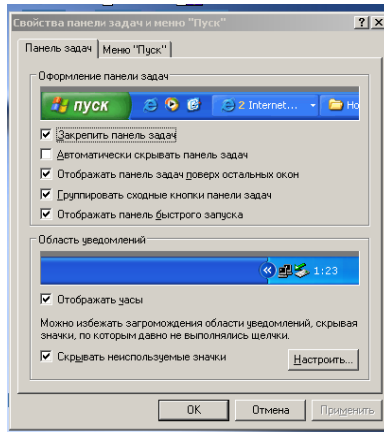 Свойства панели задач и меню "Пуск"
Панель задач
Меню "Пуск"
Оформление панели задач
пуск
2 Internet...
Но
Закрепить панель задач
Автоматически скрывать панель задач
Отображать панель задач поверх остальных окон
Группировать сходные кнопки панели задач
Отображать панель быстрого запуска
Область уведомлений
1:23
Отображать часы
Можно избежать загромождения области уведомлений, скрывая
значки, по которым давно не выполнялись щелчки.
Скрывать неиспользуемые значки
Настроить...
OK
Отмена
Применить